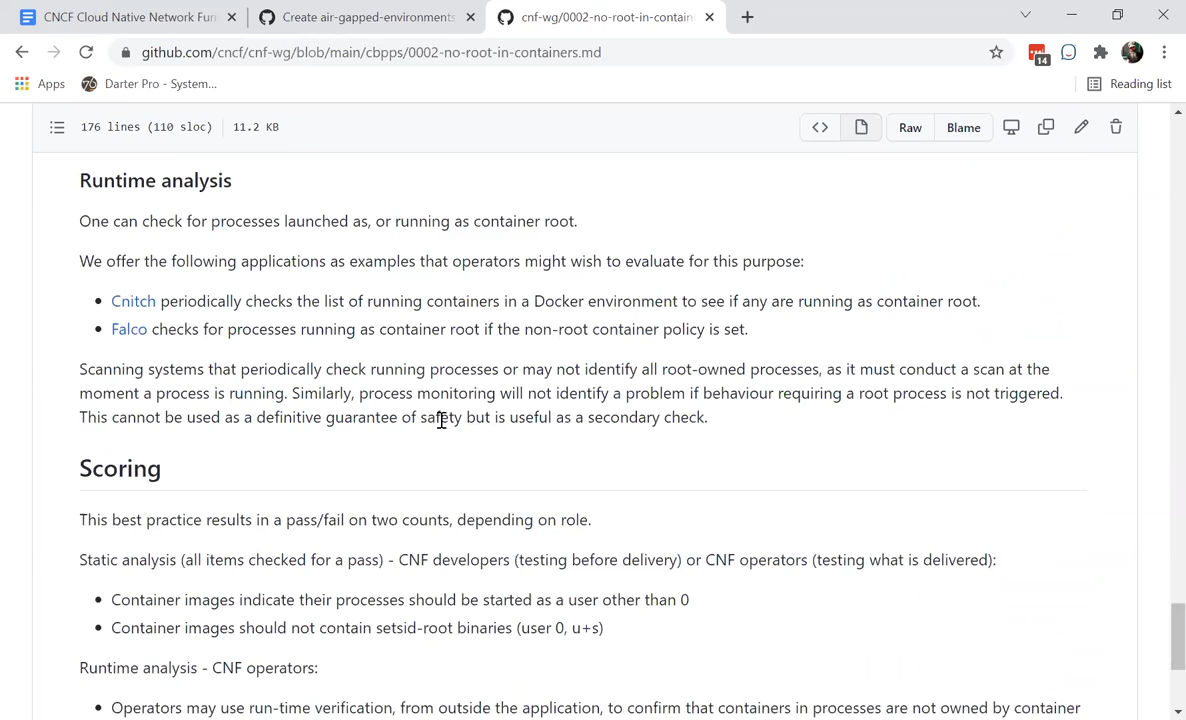 CNCF Cloud Native Network Fun
Create air-gapped-environments
cnf-wg/0002-no-root-in-contain
github.com/cncf/cnf-wg/blob/main/cbpps/0002-no-root-in-containers.md
14
Apps
Darter Pro - System...
Reading list
176 lines (110 sloc)
11.2 KB
Raw
Blame
Runtime analysis
One can check for processes launched as, or running as container root.
We offer the following applications as examples that operators might wish to evaluate for this purpose:
• Cnitch periodically checks the list of running containers in a Docker environment to see if any are running as container root.
• Falco checks for processes running as container root if the non-root container policy is set.
Scanning systems that periodically check running processes or may not identify all root-owned processes, as it must conduct a scan at the
moment a process is running. Similarly, process monitoring will not identify a problem if behaviour requiring a root process is not triggered.
This cannot be used as a definitive guarantee of safety but is useful as a secondary check.
Scoring
This best practice results in a pass/fail on two counts, depending on role.
Static analysis (all items checked for a pass) - CNF developers (testing before delivery) or CNF operators (testing what is delivered):
• Container images indicate their processes should be started as a user other than 0
• Container images should not contain setsid-root binaries (user 0, u+s)
Runtime analysis - CNF operators:
• Operators may use run-time verification, from outside the application, to confirm that containers in processes are not owned by container